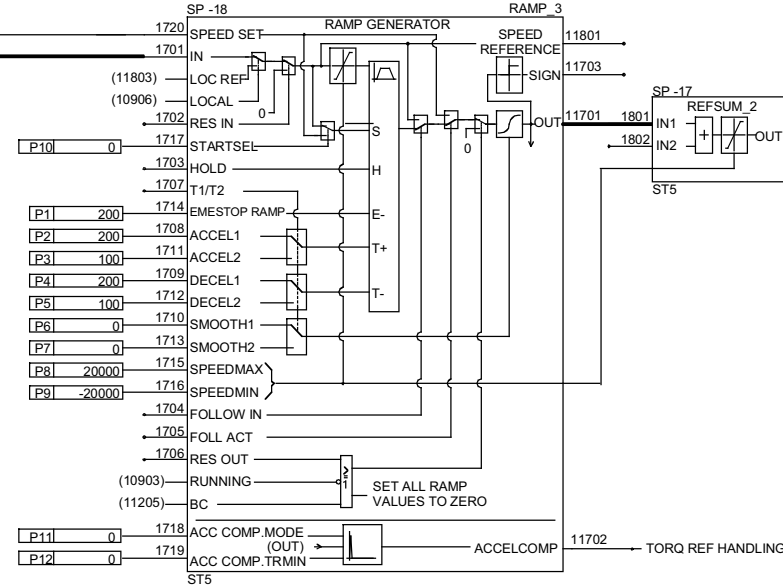 SP -18 RAMP_3
RAMP GENERATOR
1720 SPEED SET SPEED REFERENCE 11801
1701 IN
(11803) LOC REF SIGN 11703
(10906) LOCAL
SP -17
1702 RES IN 0 REFSUM_2
OUT 11701 1801 IN1 + OUT
P10 0 1717 STARTSEL S 0 1802 IN2
1703 HOLD H
1707 T1/T2 ST5
P1 200 1714 EMESTOP RAMP E-
P2 200 1708 ACCEL1 T+
P3 100 1711 ACCEL2
P4 200 1709 DECEL1 T-
P5 100 1712 DECEL2
P6 0 1710 SMOOTH1
P7 0 1713 SMOOTH2
P8 20000 1715 SPEEDMAX
P9 -20000 1716 SPEEDMIN
1704 FOLLOW IN
1705 FOLL ACT
1706 RES OUT
(10903) RUNNING ≥1 SET ALL RAMP
(11205) BC VALUES TO ZERO
P11 0 1718 ACC COMP.MODE
(OUT) ACCELCOMP 11702 TORQ REF HANDLING
P12 0 1719 ACC COMP.TRMIN
ST5